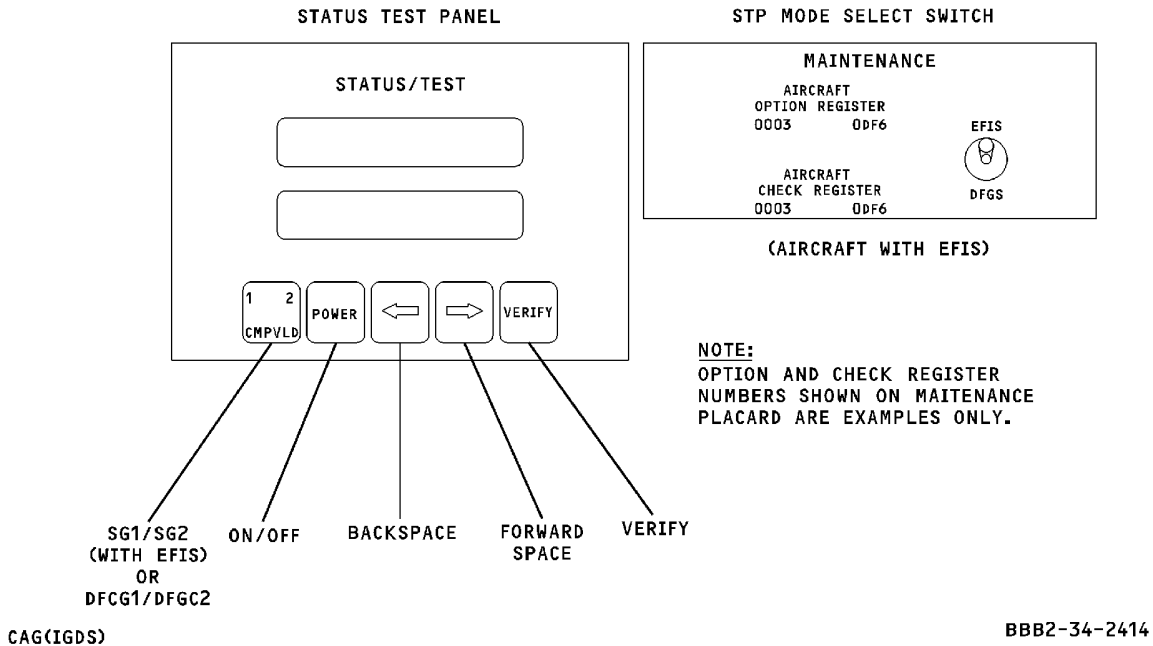 STATUS TEST PANEL
STP MODE SELECT SWITCH
STATUS/TEST
1 2
CMPVLD
POWER
VERIFY
MAINTENANCE
AIRCRAFT
OPTION REGISTER
0003 0DF6
AIRCRAFT
CHECK REGISTER
0003 0DF6
EFIS
DFGS
(AIRCRAFT WITH EFIS)
NOTE:
OPTION AND CHECK REGISTER
NUMBERS SHOWN ON MAITENANCE
PLACARD ARE EXAMPLES ONLY.
SG1/SG2
(WITH EFIS)
OR
DFCG1/DFGC2
ON/OFF
BACKSPACE
FORWARD
SPACE
VERIFY
CAG(IGDS)
BBB2-34-2414